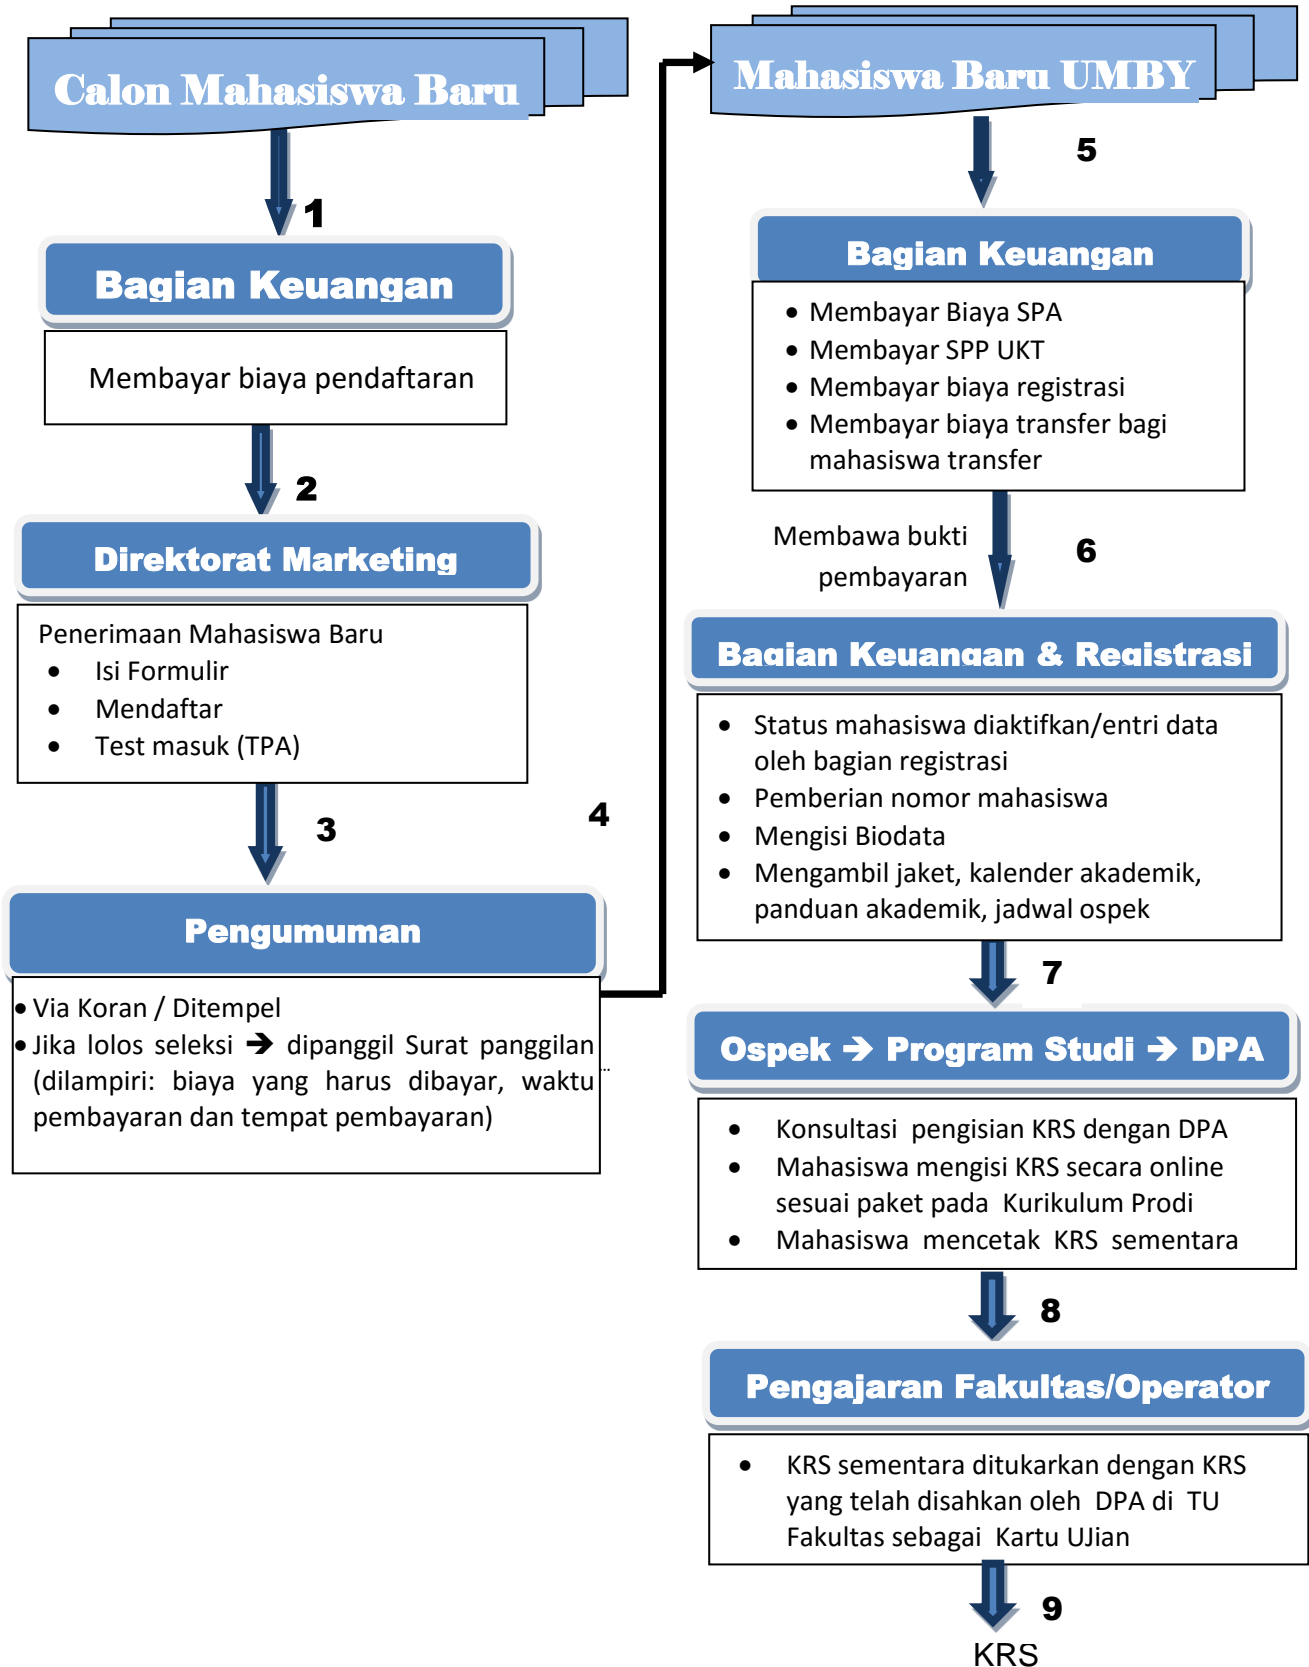 Calon Mahasiswa Baru
1
Bagian Keuangan
Membayar biaya pendaftaran
2
Direktorat Marketing
Penerimaan Mahasiswa Baru
• Isi Formulir
• Mendaftar
• Test masuk (TPA)
3
4
Pengumuman
• Via Koran / Ditempel
• Jika lolos seleksi ➔ dipanggil Surat panggilan
(dilampiri: biaya yang harus dibayar, waktu
pembayaran dan tempat pembayaran)
...
Mahasiswa Baru UMBY
5
Bagian Keuangan
• Membayar Biaya SPA
• Membayar SPP UKT
• Membayar biaya registrasi
• Membayar biaya transfer bagi
mahasiswa transfer
Membawa bukti
pembayaran
6
Bagian Keuangan & Registrasi
• Status mahasiswa diaktifkan/entri data
oleh bagian registrasi
• Pemberian nomor mahasiswa
• Mengisi Biodata
• Mengambil jaket, kalender akademik,
panduan akademik, jadwal ospek
7
Ospek ➔ Program Studi ➔ DPA
• Konsultasi pengisian KRS dengan DPA
• Mahasiswa mengisi KRS secara online
sesuai paket pada Kurikulum Prodi
• Mahasiswa mencetak KRS sementara
8
Pengajaran Fakultas/Operator
• KRS sementara ditukarkan dengan KRS
yang telah disahkan oleh DPA di TU
Fakultas sebagai Kartu UJian
9
KRS